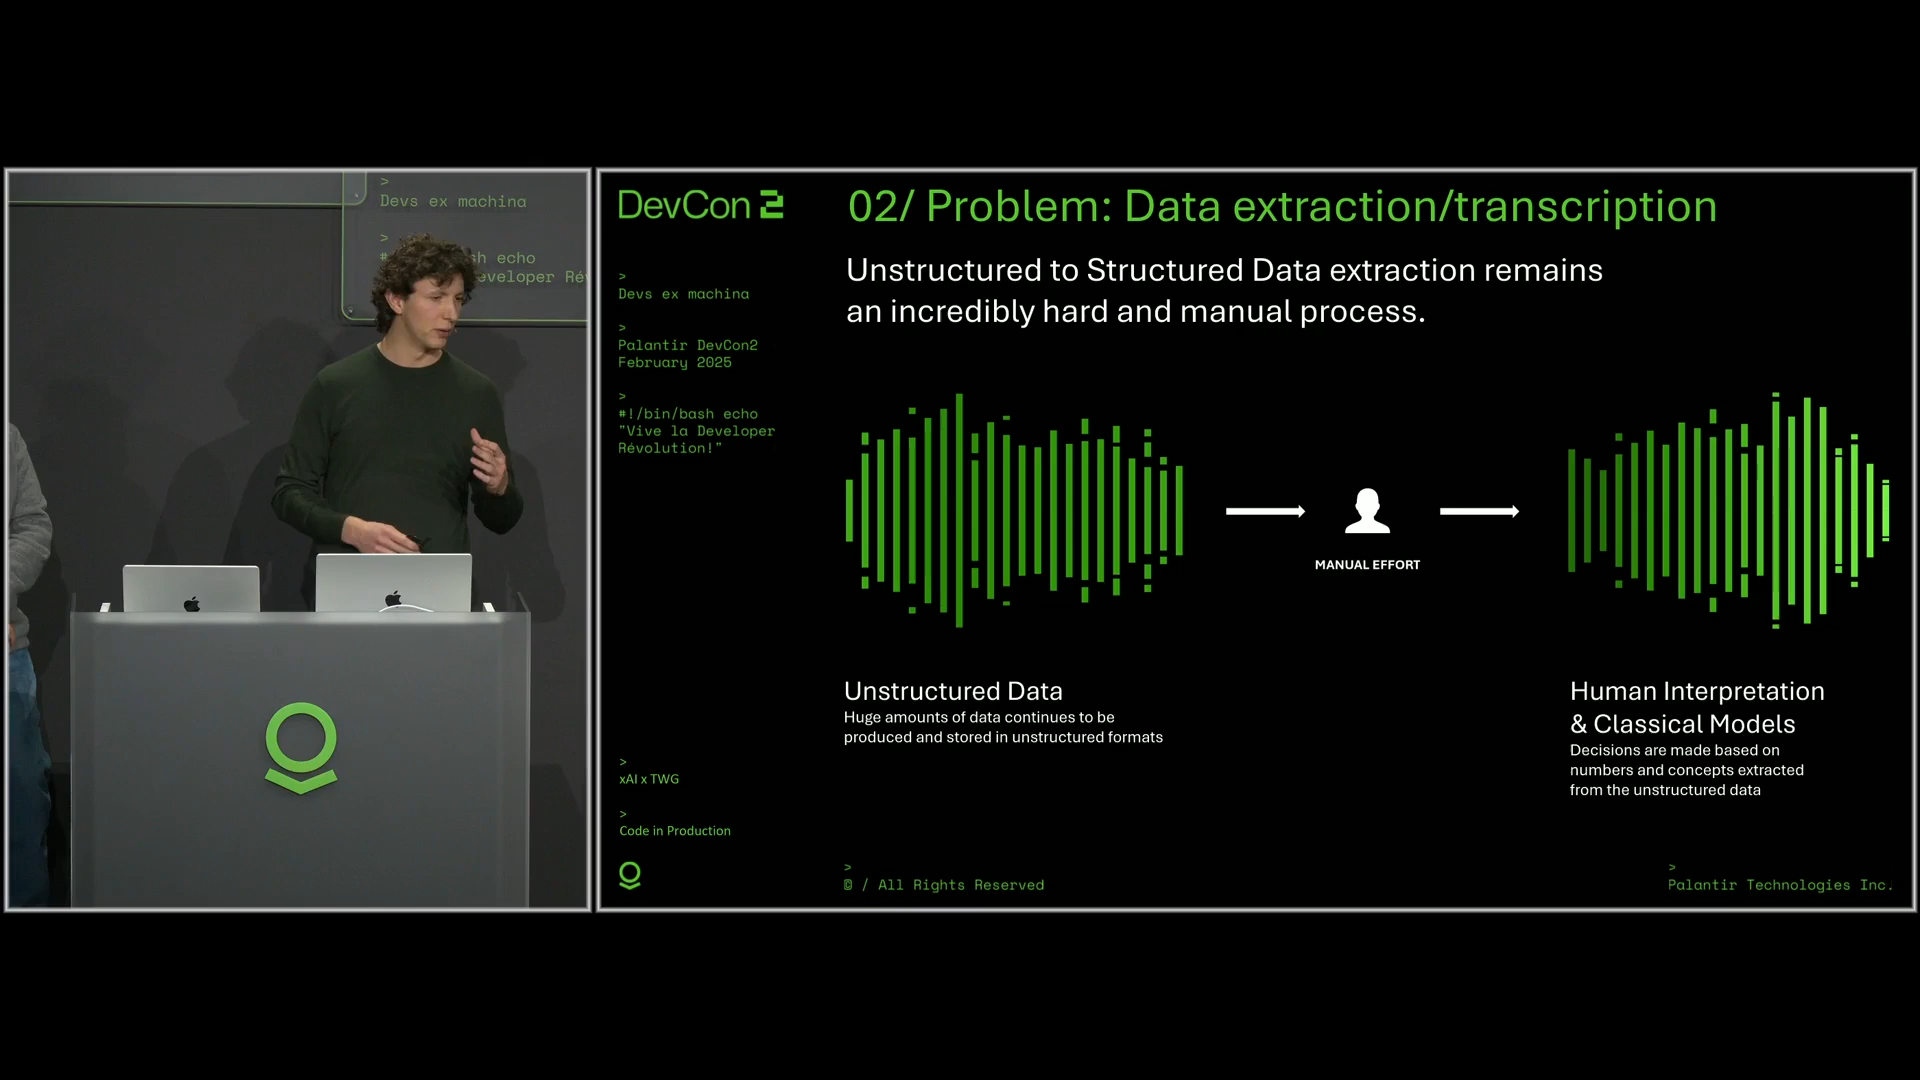 >
Devs ex machina
>
#
sh echo
eveloper Rév
DevCon 2
>
Devs ex machina
>
Palantir DevCon2
February 2025
>
#!/bin/bash echo
"Vive la Developer
Révolution!"
>
xAI x TWG
>
Code in Production
02/ Problem: Data extraction/transcription
Unstructured to Structured Data extraction remains
an incredibly hard and manual process.
MANUAL EFFORT
Unstructured Data
Huge amounts of data continues to be
produced and stored in unstructured formats
Human Interpretation
& Classical Models
Decisions are made based on
numbers and concepts extracted
from the unstructured data
>
© / All Rights Reserved
>
Palantir Technologies Inc.